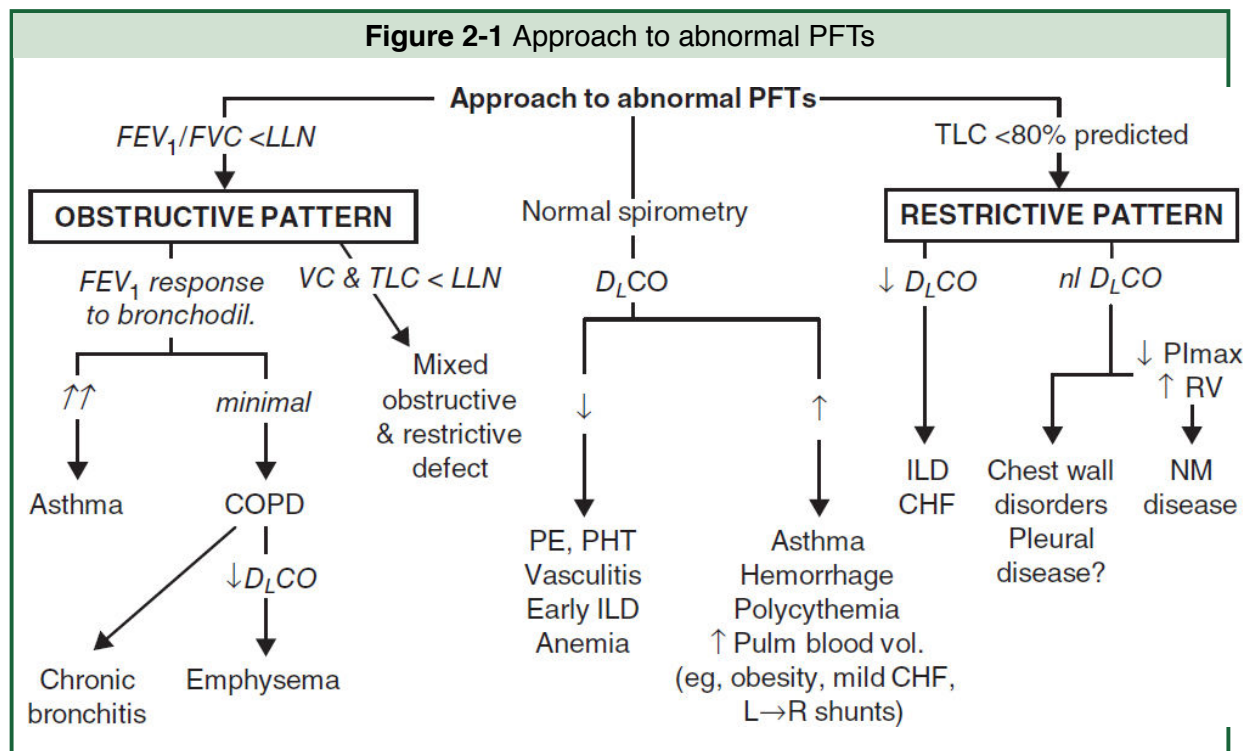 Figure 2-1 Approach to abnormal PFTs
Approach to abnormal PFTs
FEV₁/FVC <LLN
OBSTRUCTIVE PATTERN
FEV₁ response
to bronchodil.
↑↑
Asthma
minimal
COPD
Chronic
bronchitis
↓DLCO
Emphysema
VC & TLC < LLN
Mixed
obstructive
& restrictive
defect
Normal spirometry
DLCO
↓
PE, PHT
Vasculitis
Early ILD
Anemia
↑
Asthma
Hemorrhage
Polycythemia
↑ Pulm blood vol.
(eg, obesity, mild CHF,
L→R shunts)
TLC <80% predicted
RESTRICTIVE PATTERN
↓ DLCO
ILD
CHF
nl DLCO
Chest wall
disorders
Pleural
disease?
↓ PImax
↑ RV
NM
disease